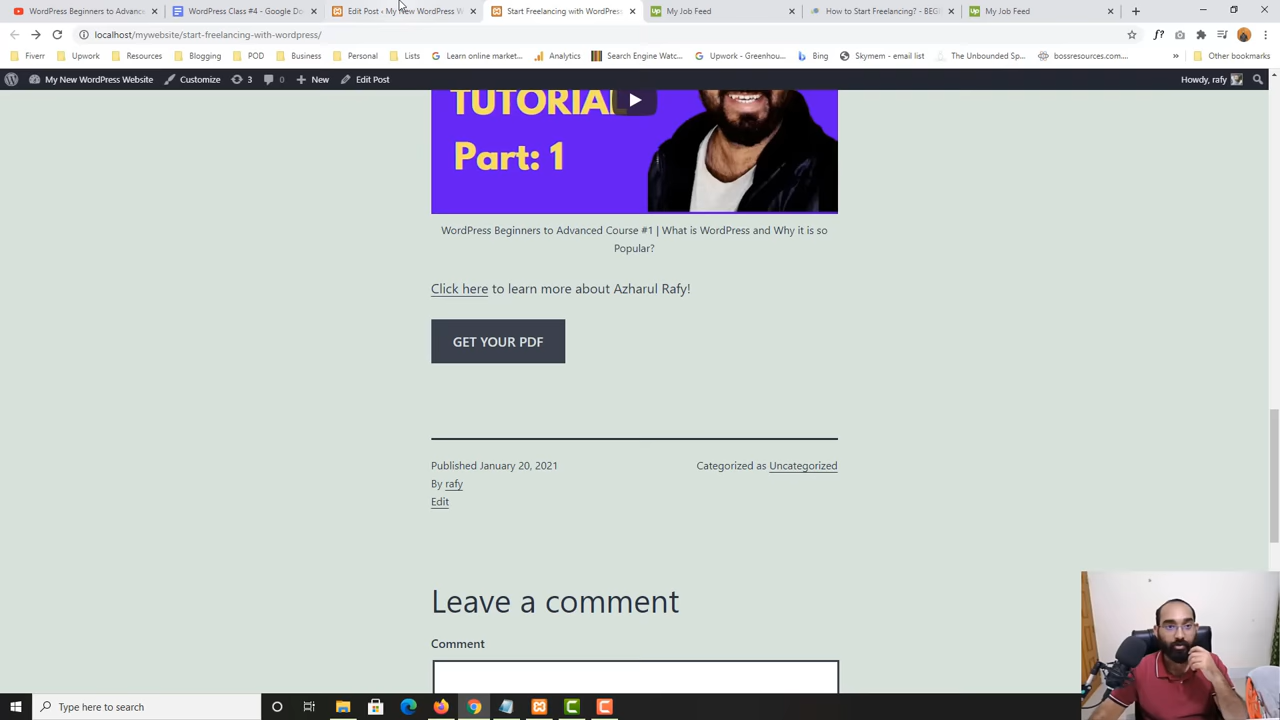 WordPress Beginners to Advanc
WordPress Class #4 - Google Do
Edit Post - My New WordPress W
Start Freelancing with WordPress
My Job Feed
How to Start Freelancing? - BEG
My Job Feed
localhost/mywebsite/start-freelancing-with-wordpress/
Fiverr
Upwork
Resources
Blogging
POD
Business
Personal
Lists
Learn online market...
Analytics
Search Engine Watc...
Upwork - Greenhou...
Bing
Skymem - email list
The Unbounded Sp...
bossresources.com...
»
Other bookmarks
My New WordPress Website
Customize
3
0
New
Edit Post
Howdy, rafy
TUTORIAL
Part: 1
WordPress Beginners to Advanced Course #1 | What is WordPress and Why it is so
Popular?
Click here to learn more about Azharul Rafy!
GET YOUR PDF
Published January 20, 2021
Categorized as Uncategorized
By rafy
Edit
Leave a comment
Comment
Type here to search